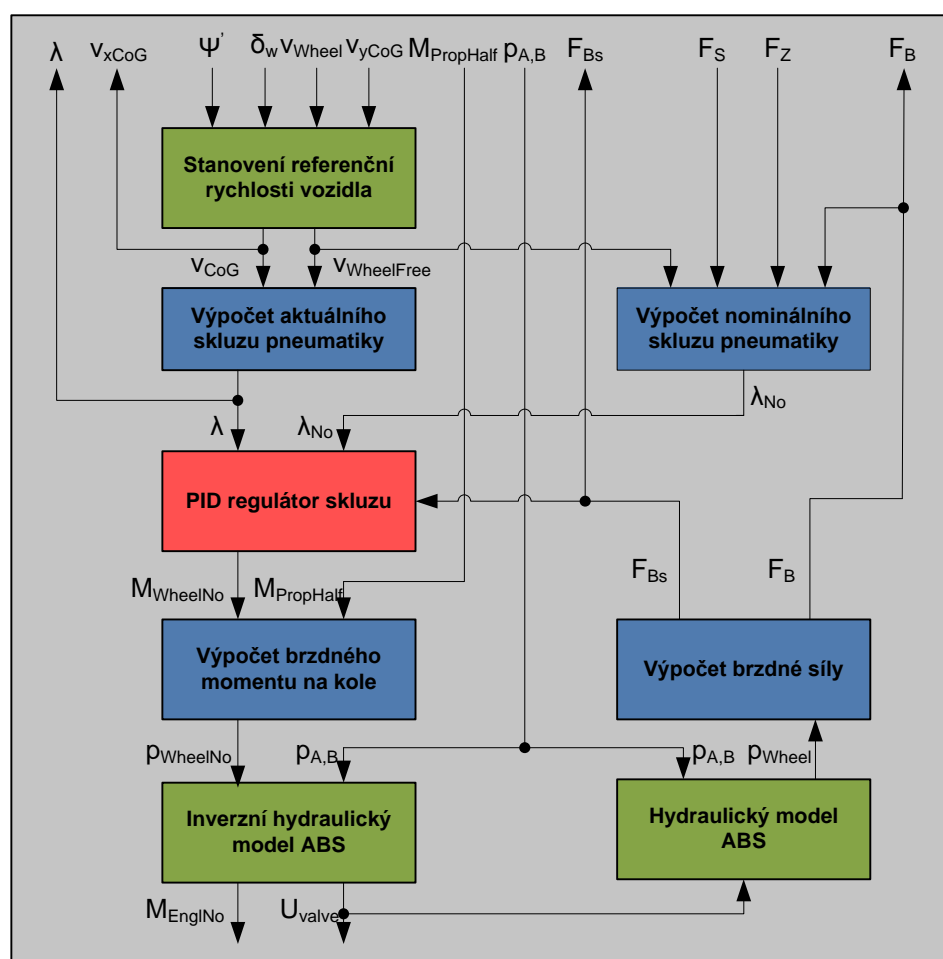 λ
vxCoG
Ψ'
δw
vWheel
vyCoG
MPropHalf
pA,B
FBs
FS
FZ
FB
Stanovení referenční
rychlosti vozidla
vCoG
vWheelFree
Výpočet aktuálního
skluzu pneumatiky
Výpočet nominálního
skluzu pneumatiky
λ
λNo
λNo
PID regulátor skluzu
MWheelNo
MPropHalf
FBs
FB
Výpočet brzdného
momentu na kole
Výpočet brzdné síly
pWheelNo
pA,B
pA,B
pWheel
Inverzní hydraulický
model ABS
Hydraulický model
ABS
MEnglNo
Uvalve